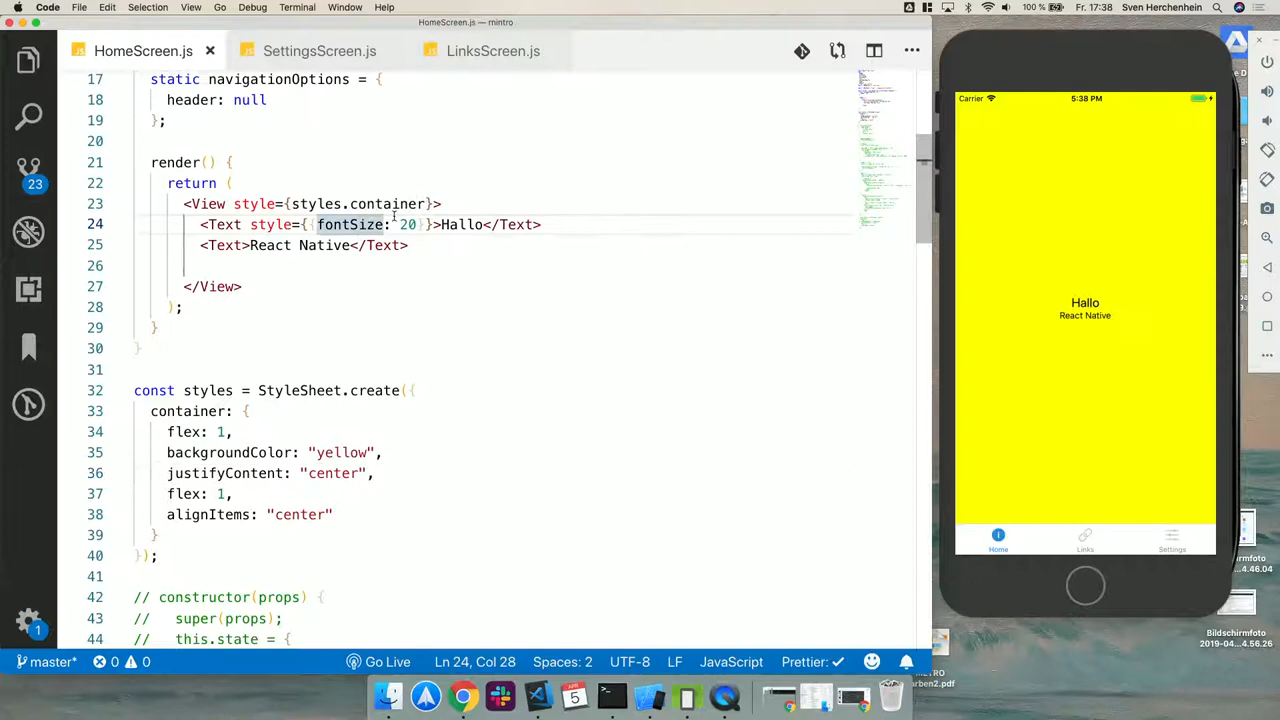 Code File Edit Selection View Go Debug Terminal Window Help
100 % Fr. 17:38 Sven Herchenhein
HomeScreen.js — rnintro
HomeScreen.js SettingsScreen.js LinksScreen.js
17 static navigationOptions = {
18 header: null
19 };
21 render() {
22 return (
23 <View style={styles.container}>
24 <Text style={{ fontSize: 20}}>Hallo</Text>
25 <Text>React Native</Text>
26
27 </View>
28 );
29 }
30 }
31
32 const styles = StyleSheet.create({
33 container: {
34 flex: 1,
35 backgroundColor: "yellow",
36 justifyContent: "center",
37 flex: 1,
38 alignItems: "center"
39 }
40 });
41
42 // constructor(props) {
43 // super(props);
44 // this.state = {
23
1
master* 0 0 Go Live Ln 24, Col 28 Spaces: 2 UTF-8 LF JavaScript Prettier: ✓
Carrier 5:38 PM
Hallo
React Native
Home Links Settings
...4.46.04
Bildschirmfoto
2019-04...4.56.26
APR
5